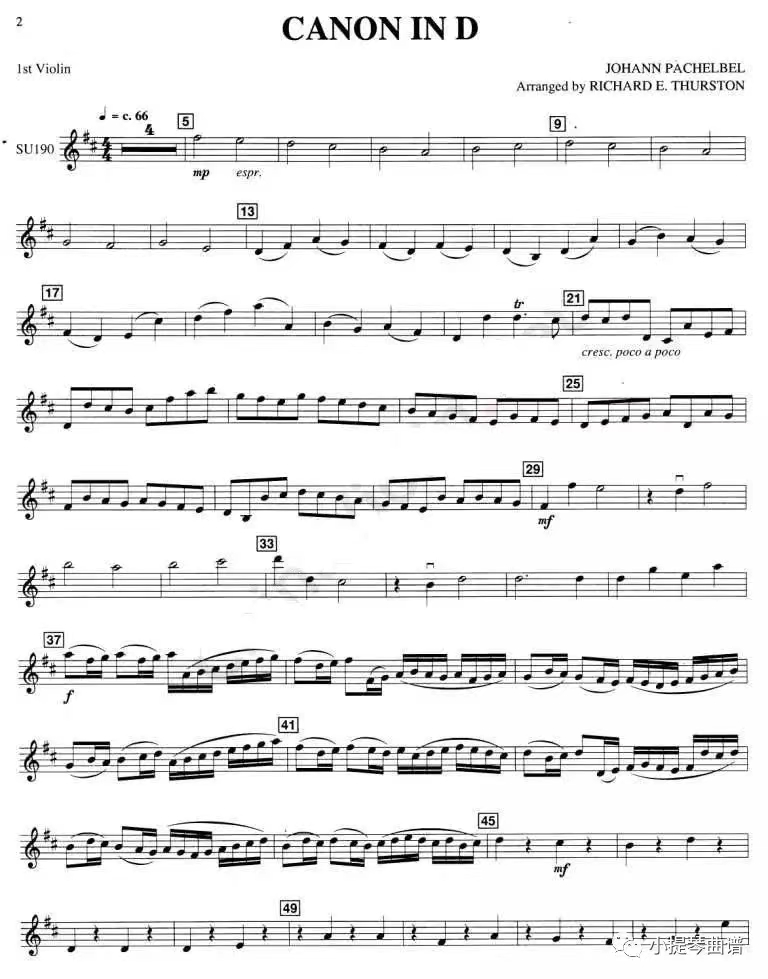 2
CANON IN D
1st Violin
JOHANN PACHELBEL
Arranged by RICHARD E. THURSTON
♩ = c. 66
SU190
4
5
9
mp espr.
13
17
tr
21
cresc. poco a poco
25
29
mf
33
37
f
41
45
mf
49
小提琴曲谱